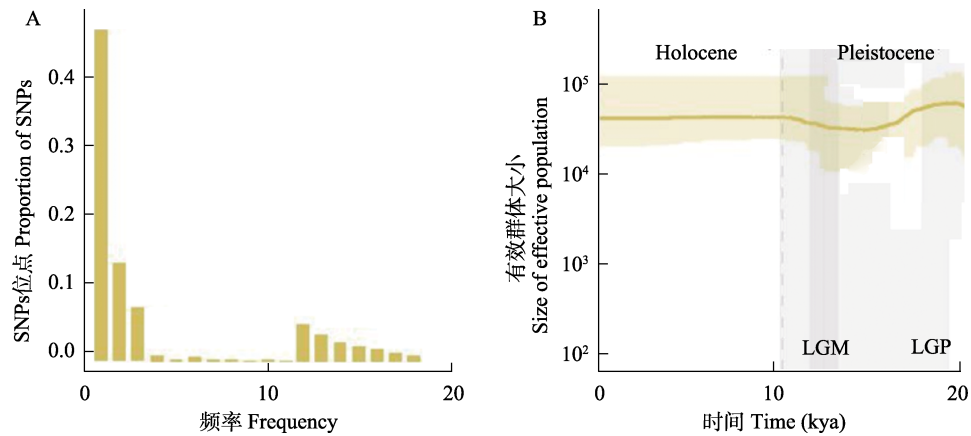 A
SNPs位点 Proportion of SNPs
0.4
0.3
0.2
0.1
0.0
0
10
20
频率 Frequency
B
有效群体大小
Size of effective population
10⁵
10⁴
10³
10²
Holocene
Pleistocene
LGM
LGP
0
10
20
时间 Time (kya)